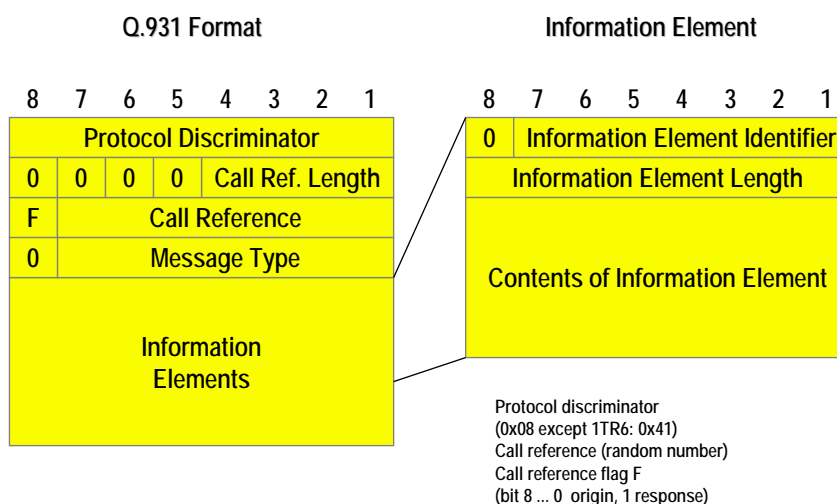 Q.931 Format
8 7 6 5 4 3 2 1
Protocol Discriminator
0 0 0 0 Call Ref. Length
F Call Reference
0 Message Type
Information
Elements
Information Element
8 7 6 5 4 3 2 1
0 Information Element Identifier
Information Element Length
Contents of Information Element
Protocol discriminator
(0x08 except 1TR6: 0x41)
Call reference (random number)
Call reference flag F
(bit 8 ... 0 origin, 1 response)